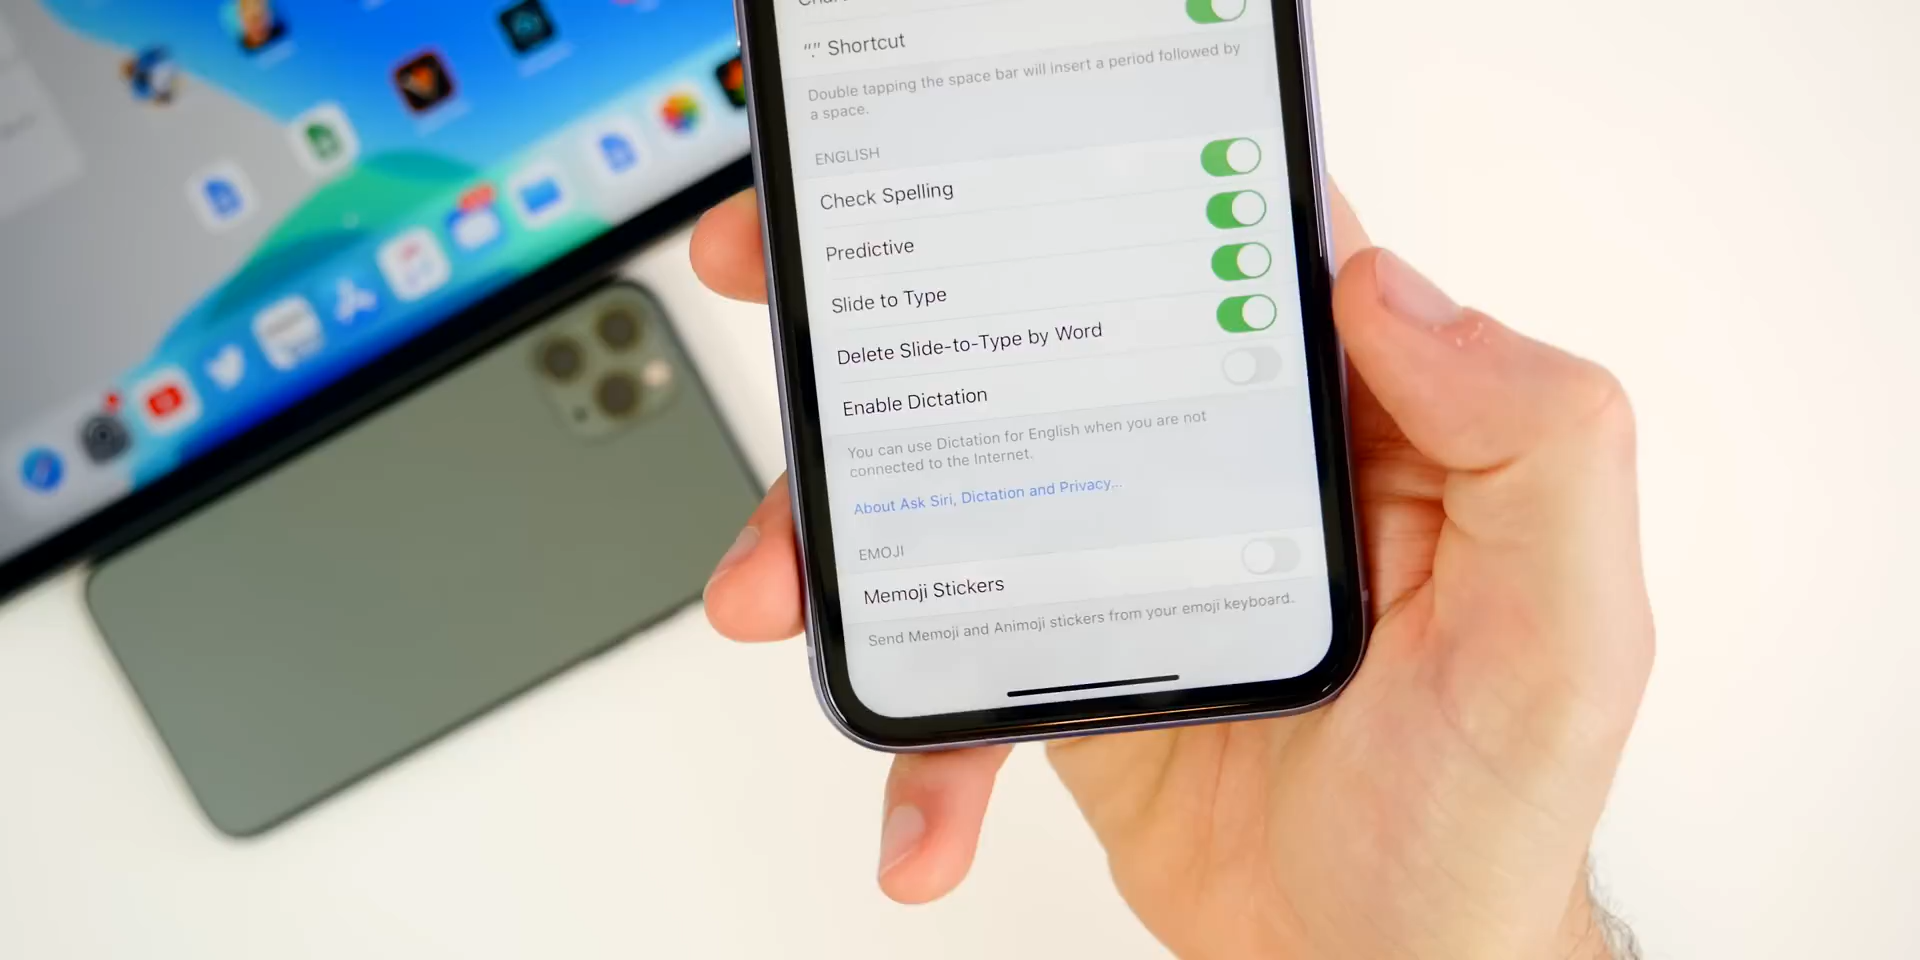 "." Shortcut
Double tapping the space bar will insert a period followed by
a space.
ENGLISH
Check Spelling
Predictive
Slide to Type
Delete Slide-to-Type by Word
Enable Dictation
You can use Dictation for English when you are not
connected to the Internet.
About Ask Siri, Dictation and Privacy...
EMOJI
Memoji Stickers
Send Memoji and Animoji stickers from your emoji keyboard.